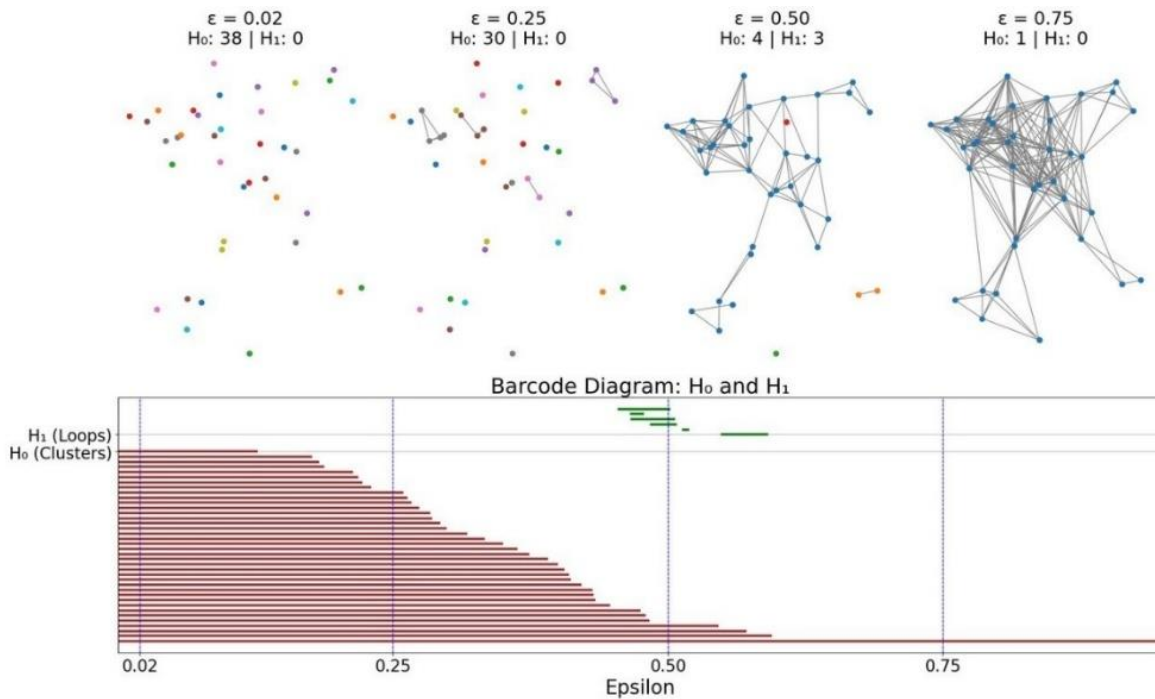 ε = 0.02
H₀: 38 | H₁: 0
ε = 0.25
H₀: 30 | H₁: 0
ε = 0.50
H₀: 4 | H₁: 3
ε = 0.75
H₀: 1 | H₁: 0
Barcode Diagram: H₀ and H₁
H₁ (Loops)
H₀ (Clusters)
0.02
0.25
0.50
0.75
Epsilon